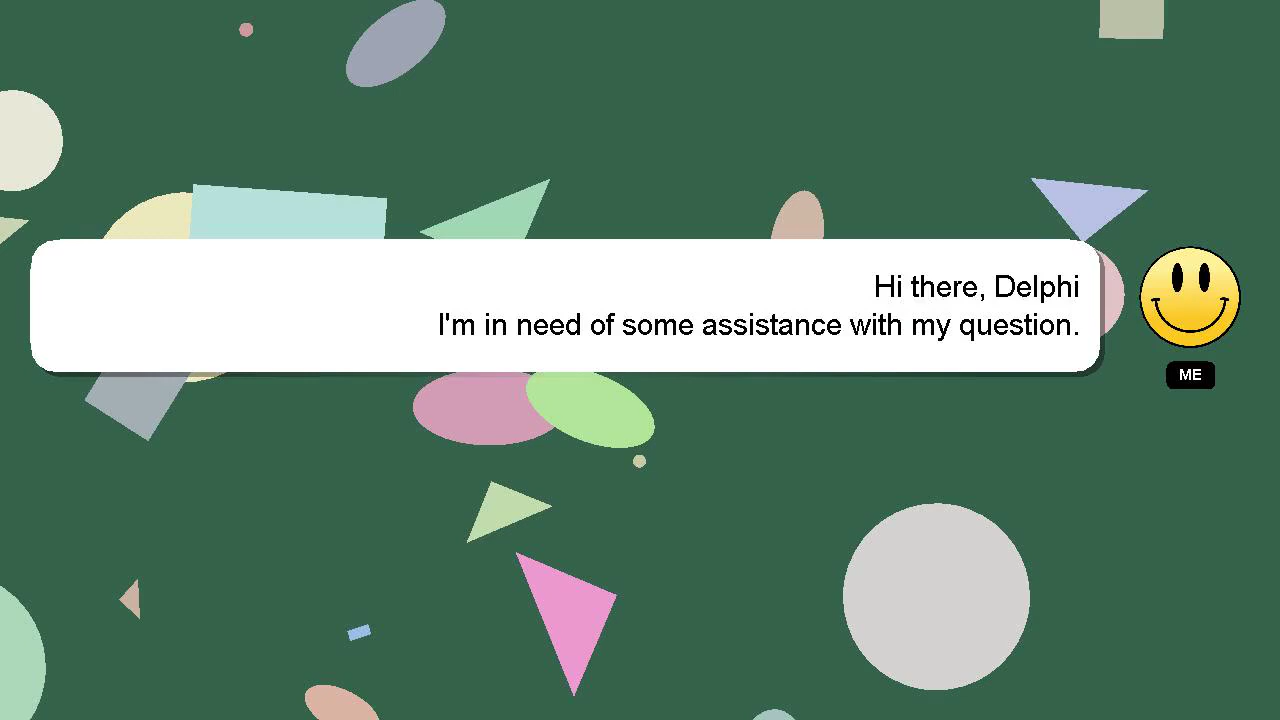 Hi there, Delphi
I'm in need of some assistance with my question.
ME